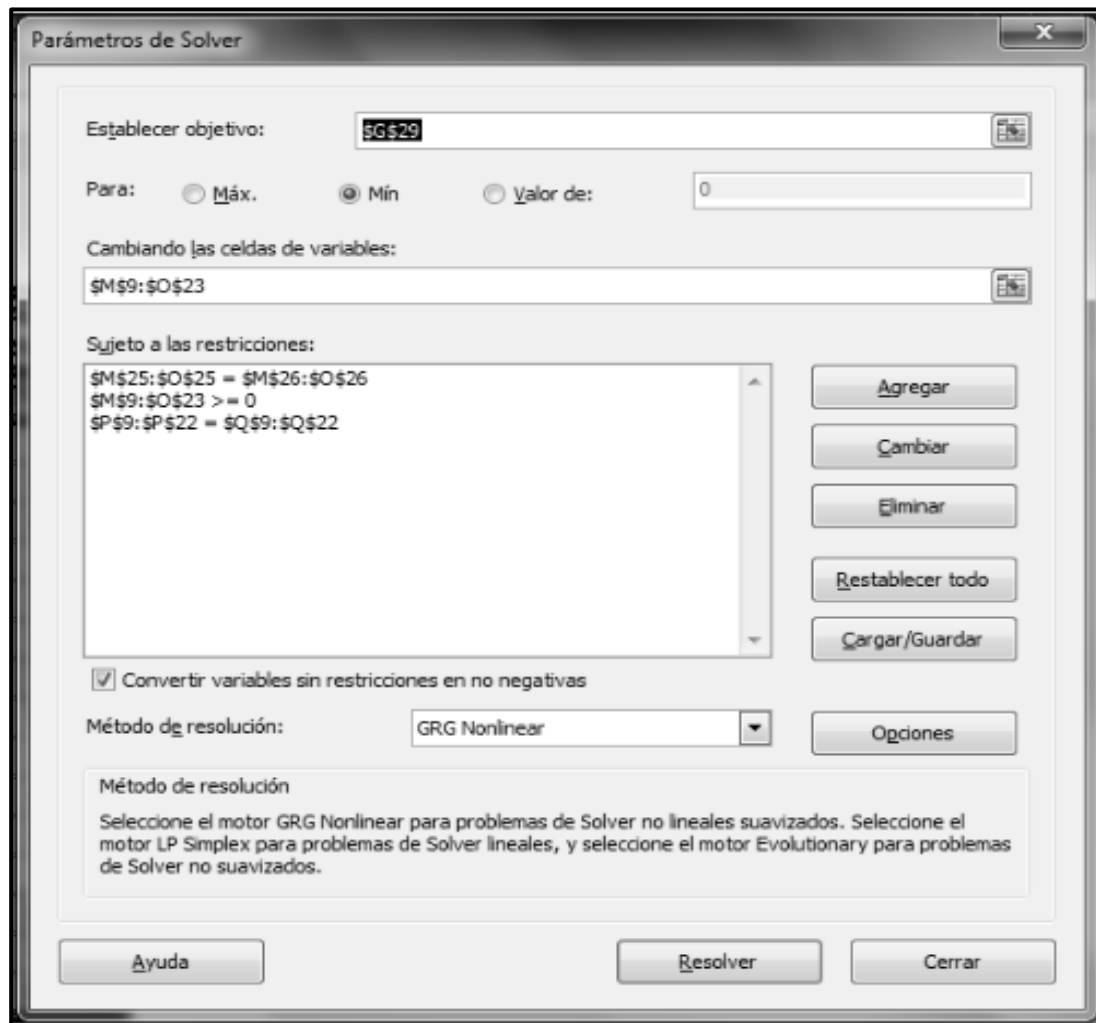 Parámetros de Solver
x
Establecer objetivo:
$G$29
Para:
Máx.
Mín
Valor de:
0
Cambiando las celdas de variables:
$M$9:$O$23
Sujeto a las restricciones:
$M$25:$O$25 = $M$26:$O$26
$M$9:$O$23 >= 0
$P$9:$P$22 = $Q$9:$Q$22
Agregar
Cambiar
Eliminar
Restablecer todo
Cargar/Guardar
Convertir variables sin restricciones en no negativas
Método de resolución:
GRG Nonlinear
Opciones
Método de resolución
Seleccione el motor GRG Nonlinear para problemas de Solver no lineales suavizados. Seleccione el
motor LP Simplex para problemas de Solver lineales, y seleccione el motor Evolutionary para problemas
de Solver no suavizados.
Ayuda
Resolver
Cerrar